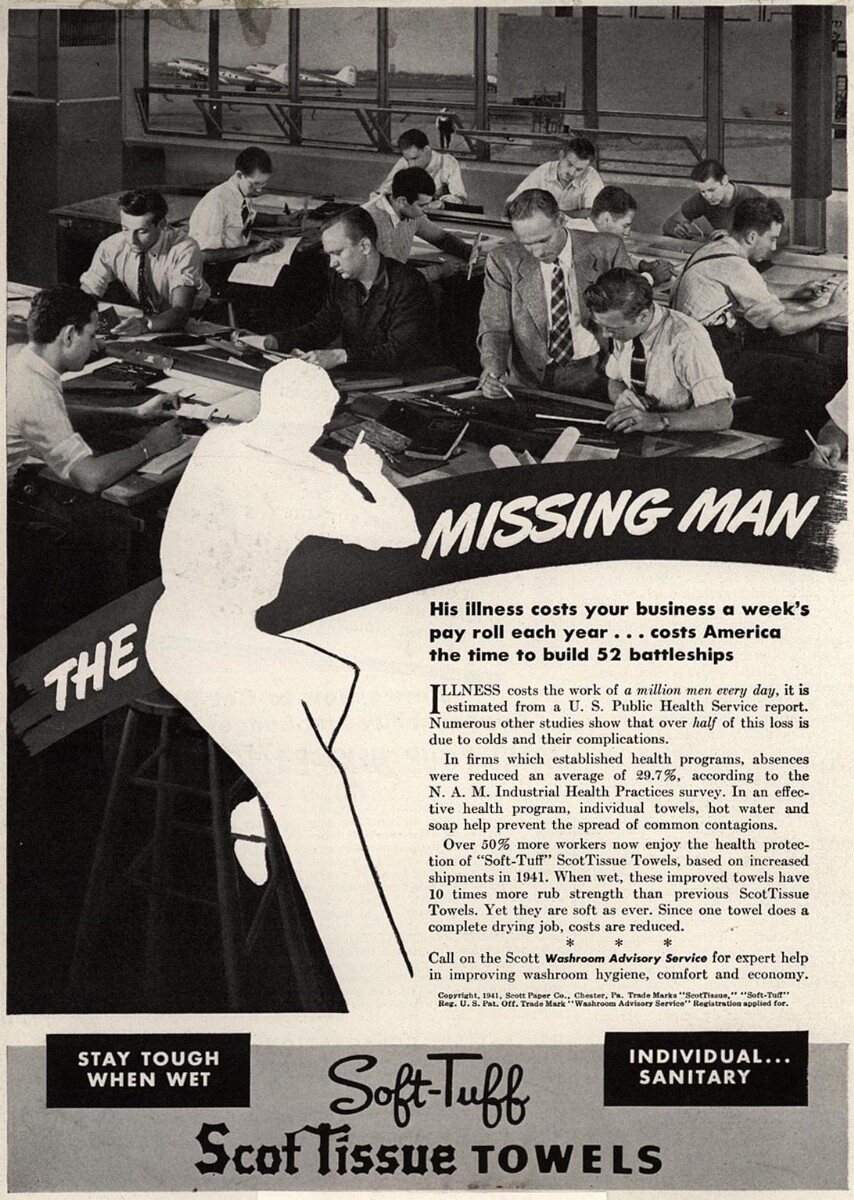 THE MISSING MAN
His illness costs your business a week's
pay roll each year . . . costs America
the time to build 52 battleships
ILLNESS costs the work of a million men every day, it is
estimated from a U. S. Public Health Service report.
Numerous other studies show that over half of this loss is
due to colds and their complications.
In firms which established health programs, absences
were reduced an average of 29.7%, according to the
N. A. M. Industrial Health Practices survey. In an effec-
tive health program, individual towels, hot water and
soap help prevent the spread of common contagions.
Over 50% more workers now enjoy the health protec-
tion of "Soft-Tuff" ScotTissue Towels, based on increased
shipments in 1941. When wet, these improved towels have
10 times more rub strength than previous ScotTissue
Towels. Yet they are soft as ever. Since one towel does a
complete drying job, costs are reduced.
* * *
Call on the Scott Washroom Advisory Service for expert help
in improving washroom hygiene, comfort and economy.
Copyright, 1941, Scott Paper Co., Chester, Pa. Trade Marks "ScotTissue," "Soft-Tuff"
Reg. U. S. Pat. Off. Trade Mark "Washroom Advisory Service" Registration applied for.
STAY TOUGH
WHEN WET
INDIVIDUAL...
SANITARY
Soft-Tuff
ScotTissue TOWELS